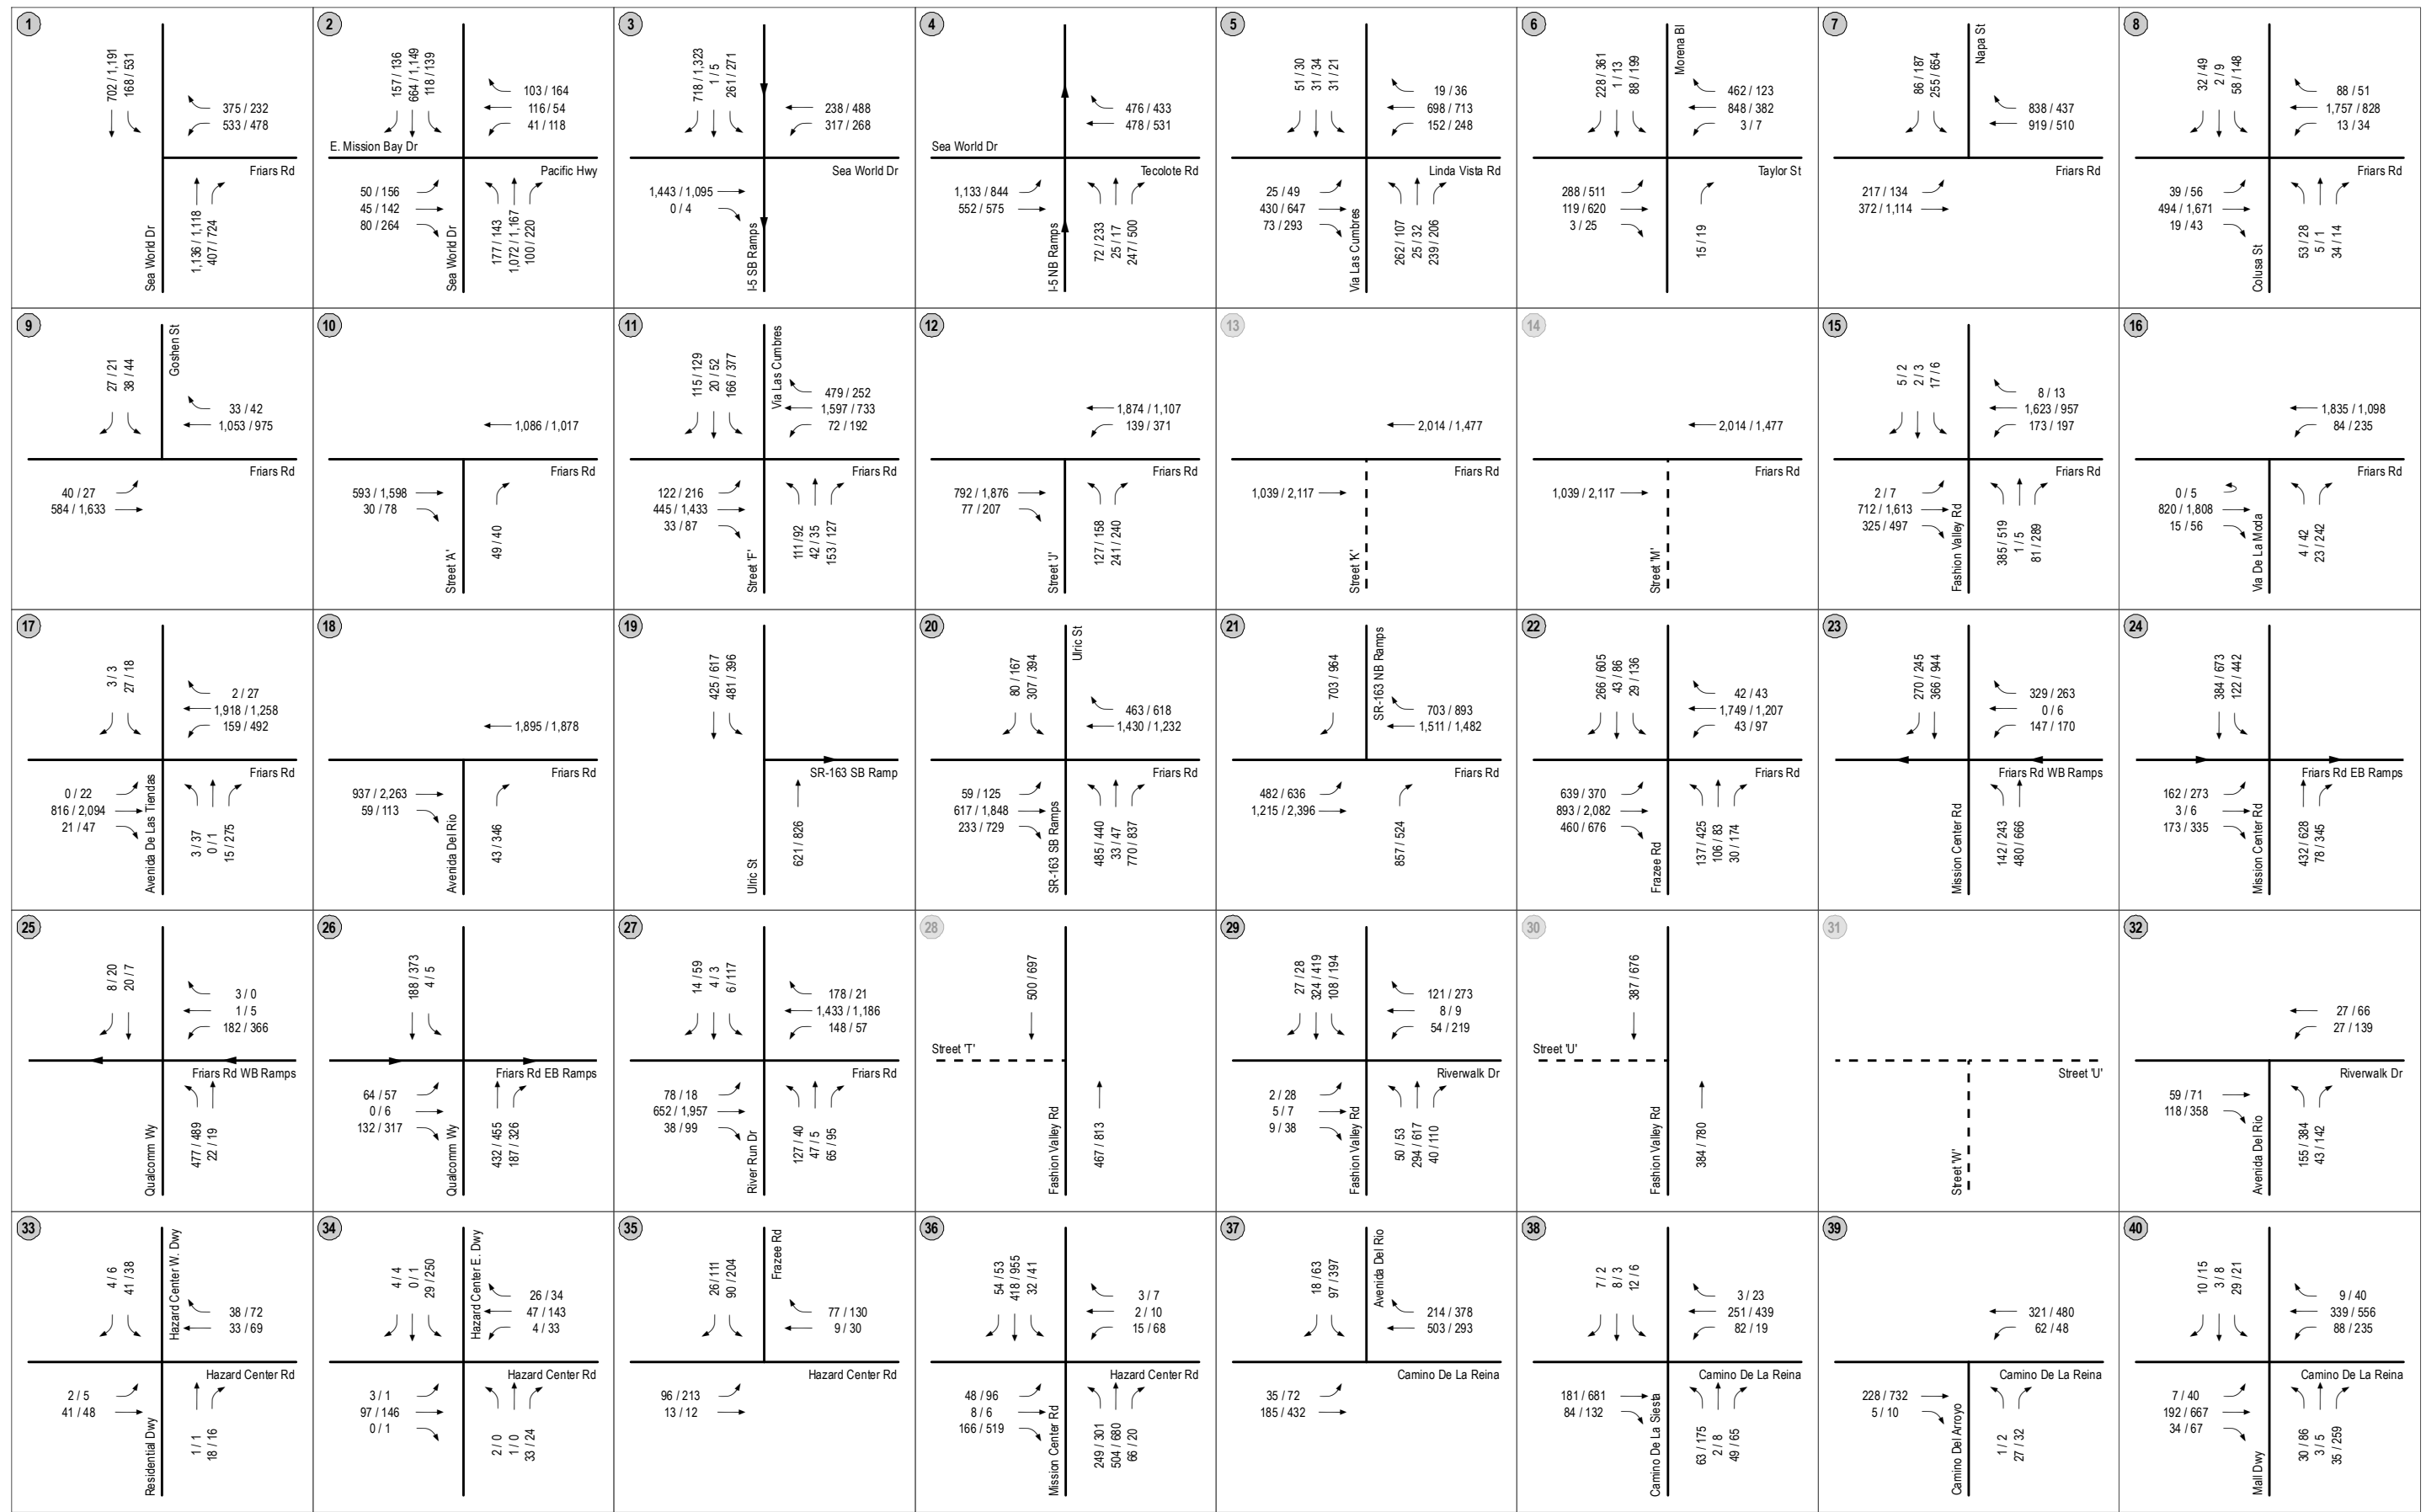 1
702 / 1,191
168 / 531
375 / 232
533 / 478
Friars Rd
Sea World Dr
1,136 / 1,118
407 / 724
2
157 / 136
664 / 1,149
118 / 139
103 / 164
116 / 54
41 / 118
E. Mission Bay Dr
Pacific Hwy
50 / 156
45 / 142
80 / 264
Sea World Dr
177 / 143
1,072 / 1,167
100 / 220
3
718 / 1,323
1 / 5
261 / 271
238 / 488
317 / 268
Sea World Dr
1,443 / 1,095
0 / 4
I-5 SB Ramps
4
476 / 433
478 / 531
Sea World Dr
Tecolote Rd
1,133 / 844
552 / 575
I-5 NB Ramps
72 / 233
25 / 17
247 / 500
5
51 / 30
31 / 34
31 / 21
19 / 36
698 / 713
152 / 248
Linda Vista Rd
25 / 49
430 / 647
73 / 293
Via Las Cumbres
262 / 107
25 / 32
239 / 206
6
228 / 361
1 / 13
88 / 199
Morena Bl
462 / 123
848 / 382
3 / 7
Taylor St
288 / 511
119 / 620
3 / 25
15 / 19
7
86 / 187
255 / 654
Napa St
838 / 437
919 / 510
Friars Rd
217 / 134
372 / 1,114
8
32 / 49
2 / 9
58 / 148
88 / 51
1,757 / 828
13 / 34
Friars Rd
39 / 56
494 / 1,671
19 / 43
Colusa St
53 / 28
5 / 1
34 / 14
9
27 / 21
38 / 44
Goshen St
33 / 42
1,053 / 975
Friars Rd
40 / 27
584 / 1,633
10
1,086 / 1,017
Friars Rd
593 / 1,598
30 / 78
Street 'A'
49 / 40
11
115 / 129
20 / 52
166 / 377
Via Las Cumbres
479 / 252
1,597 / 733
72 / 192
Friars Rd
122 / 216
445 / 1,433
33 / 87
Street 'F'
111 / 92
42 / 35
153 / 127
12
1,874 / 1,107
139 / 371
Friars Rd
792 / 1,876
77 / 207
Street 'J'
127 / 158
241 / 240
13
2,014 / 1,477
Friars Rd
1,039 / 2,117
Street 'K'
14
2,014 / 1,477
Friars Rd
1,039 / 2,117
Street 'M'
15
5 / 2
2 / 3
17 / 6
8 / 13
1,623 / 957
173 / 197
Friars Rd
2 / 7
712 / 1,613
325 / 497
Fashion Valley Rd
385 / 519
1 / 5
81 / 289
16
1,835 / 1,098
84 / 235
Friars Rd
0 / 5
820 / 1,808
15 / 56
Via De La Moda
4 / 42
23 / 242
17
3 / 3
27 / 18
2 / 27
1,918 / 1,258
159 / 492
Friars Rd
0 / 22
816 / 2,094
21 / 47
Avenida De Las Tiendas
3 / 37
0 / 1
15 / 275
18
1,895 / 1,878
Friars Rd
937 / 2,263
59 / 113
Avenida Del Rio
43 / 346
19
425 / 617
481 / 396
SR-163 SB Ramp
Ulric St
621 / 826
20
80 / 167
307 / 394
Ulric St
463 / 618
1,430 / 1,232
Friars Rd
59 / 125
617 / 1,848
233 / 729
SR-163 SB Ramps
485 / 440
33 / 47
770 / 837
21
703 / 964
SR-163 NB Ramps
703 / 893
1,511 / 1,482
Friars Rd
482 / 636
1,215 / 2,396
857 / 524
22
266 / 605
43 / 86
29 / 136
42 / 43
1,749 / 1,207
43 / 97
Friars Rd
639 / 370
893 / 2,082
460 / 676
Frazee Rd
137 / 425
106 / 83
30 / 174
23
270 / 245
366 / 944
329 / 263
0 / 6
147 / 170
Friars Rd WB Ramps
Mission Center Rd
142 / 243
480 / 666
24
384 / 673
122 / 442
Friars Rd EB Ramps
162 / 273
3 / 6
173 / 335
Mission Center Rd
432 / 628
78 / 345
25
8 / 20
20 / 7
3 / 0
1 / 5
182 / 366
Friars Rd WB Ramps
Qualcomm Wy
477 / 489
22 / 19
26
188 / 373
4 / 5
Friars Rd EB Ramps
64 / 57
0 / 6
132 / 317
Qualcomm Wy
432 / 455
187 / 326
27
14 / 59
4 / 3
6 / 117
178 / 21
1,433 / 1,186
148 / 57
Friars Rd
78 / 18
652 / 1,957
38 / 99
River Run Dr
127 / 40
47 / 5
65 / 95
28
500 / 697
Street 'T'
Fashion Valley Rd
467 / 813
29
27 / 28
324 / 419
108 / 194
121 / 273
8 / 9
54 / 219
Riverwalk Dr
2 / 28
5 / 7
9 / 38
Fashion Valley Rd
50 / 53
294 / 617
40 / 110
30
387 / 676
Street 'U'
Fashion Valley Rd
384 / 780
31
Street 'U'
Street 'W'
32
27 / 66
27 / 139
Riverwalk Dr
59 / 71
118 / 358
Avenida Del Rio
155 / 384
43 / 142
33
4 / 6
41 / 38
Hazard Center W. Dwy
38 / 72
33 / 69
Hazard Center Rd
2 / 5
41 / 48
Residential Dwy
1 / 1
18 / 16
34
4 / 4
0 / 1
29 / 250
Hazard Center E. Dwy
26 / 34
47 / 143
4 / 33
Hazard Center Rd
3 / 1
97 / 146
0 / 1
2 / 0
1 / 0
33 / 24
35
26 / 111
90 / 204
Frazee Rd
77 / 130
9 / 30
Hazard Center Rd
96 / 213
13 / 12
36
54 / 53
418 / 955
32 / 41
3 / 7
2 / 10
15 / 68
Hazard Center Rd
48 / 96
8 / 6
166 / 519
Mission Center Rd
249 / 301
504 / 680
66 / 20
37
18 / 63
97 / 397
Avenida Del Rio
214 / 378
503 / 293
Camino De La Reina
35 / 72
185 / 432
38
7 / 2
8 / 3
12 / 6
3 / 23
251 / 439
82 / 19
Camino De La Reina
181 / 681
84 / 132
Camino De La Siesta
63 / 175
2 / 8
49 / 65
39
321 / 480
62 / 48
Camino De La Reina
228 / 732
5 / 10
Camino Del Arroyo
1 / 2
27 / 32
40
10 / 15
3 / 8
29 / 21
9 / 40
339 / 556
88 / 235
Camino De La Reina
7 / 40
192 / 667
34 / 67
Mall Dwy
30 / 86
3 / 5
35 / 259